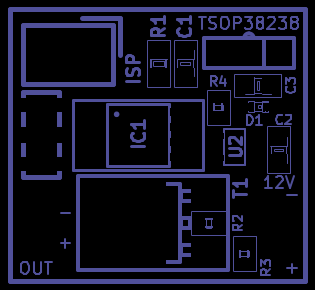 R1 C1 TSOP38238
ISP
R4 C3
D1 C2
IC1 U2
12V
T1 −
−
+
R2
OUT R3 +